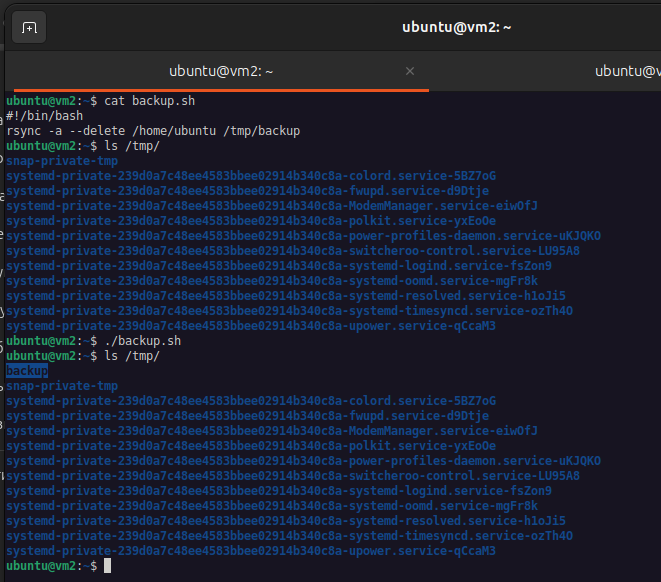 ubuntu@vm2: ~
ubuntu@vm2: ~ ×
ubuntu@v
ubuntu@vm2:~$ cat backup.sh
#!/bin/bash
rsync -a --delete /home/ubuntu /tmp/backup
ubuntu@vm2:~$ ls /tmp/
snap-private-tmp
systemd-private-239d0a7c48ee4583bbee02914b340c8a-colord.service-5BZ7oG
systemd-private-239d0a7c48ee4583bbee02914b340c8a-fwupd.service-d9Dtje
systemd-private-239d0a7c48ee4583bbee02914b340c8a-ModemManager.service-eiwOfJ
systemd-private-239d0a7c48ee4583bbee02914b340c8a-polkit.service-yxEoOe
systemd-private-239d0a7c48ee4583bbee02914b340c8a-power-profiles-daemon.service-uKJQKO
systemd-private-239d0a7c48ee4583bbee02914b340c8a-switcheroo-control.service-LU95A8
systemd-private-239d0a7c48ee4583bbee02914b340c8a-systemd-logind.service-fsZon9
systemd-private-239d0a7c48ee4583bbee02914b340c8a-systemd-oomd.service-mgFr8k
systemd-private-239d0a7c48ee4583bbee02914b340c8a-systemd-resolved.service-h1oJi5
systemd-private-239d0a7c48ee4583bbee02914b340c8a-systemd-timesyncd.service-ozTh4O
systemd-private-239d0a7c48ee4583bbee02914b340c8a-upower.service-qCcaM3
ubuntu@vm2:~$ ./backup.sh
ubuntu@vm2:~$ ls /tmp/
backup
snap-private-tmp
systemd-private-239d0a7c48ee4583bbee02914b340c8a-colord.service-5BZ7oG
systemd-private-239d0a7c48ee4583bbee02914b340c8a-fwupd.service-d9Dtje
systemd-private-239d0a7c48ee4583bbee02914b340c8a-ModemManager.service-eiwOfJ
systemd-private-239d0a7c48ee4583bbee02914b340c8a-polkit.service-yxEoOe
systemd-private-239d0a7c48ee4583bbee02914b340c8a-power-profiles-daemon.service-uKJQKO
systemd-private-239d0a7c48ee4583bbee02914b340c8a-switcheroo-control.service-LU95A8
systemd-private-239d0a7c48ee4583bbee02914b340c8a-systemd-logind.service-fsZon9
systemd-private-239d0a7c48ee4583bbee02914b340c8a-systemd-oomd.service-mgFr8k
systemd-private-239d0a7c48ee4583bbee02914b340c8a-systemd-resolved.service-h1oJi5
systemd-private-239d0a7c48ee4583bbee02914b340c8a-systemd-timesyncd.service-ozTh4O
systemd-private-239d0a7c48ee4583bbee02914b340c8a-upower.service-qCcaM3
ubuntu@vm2:~$